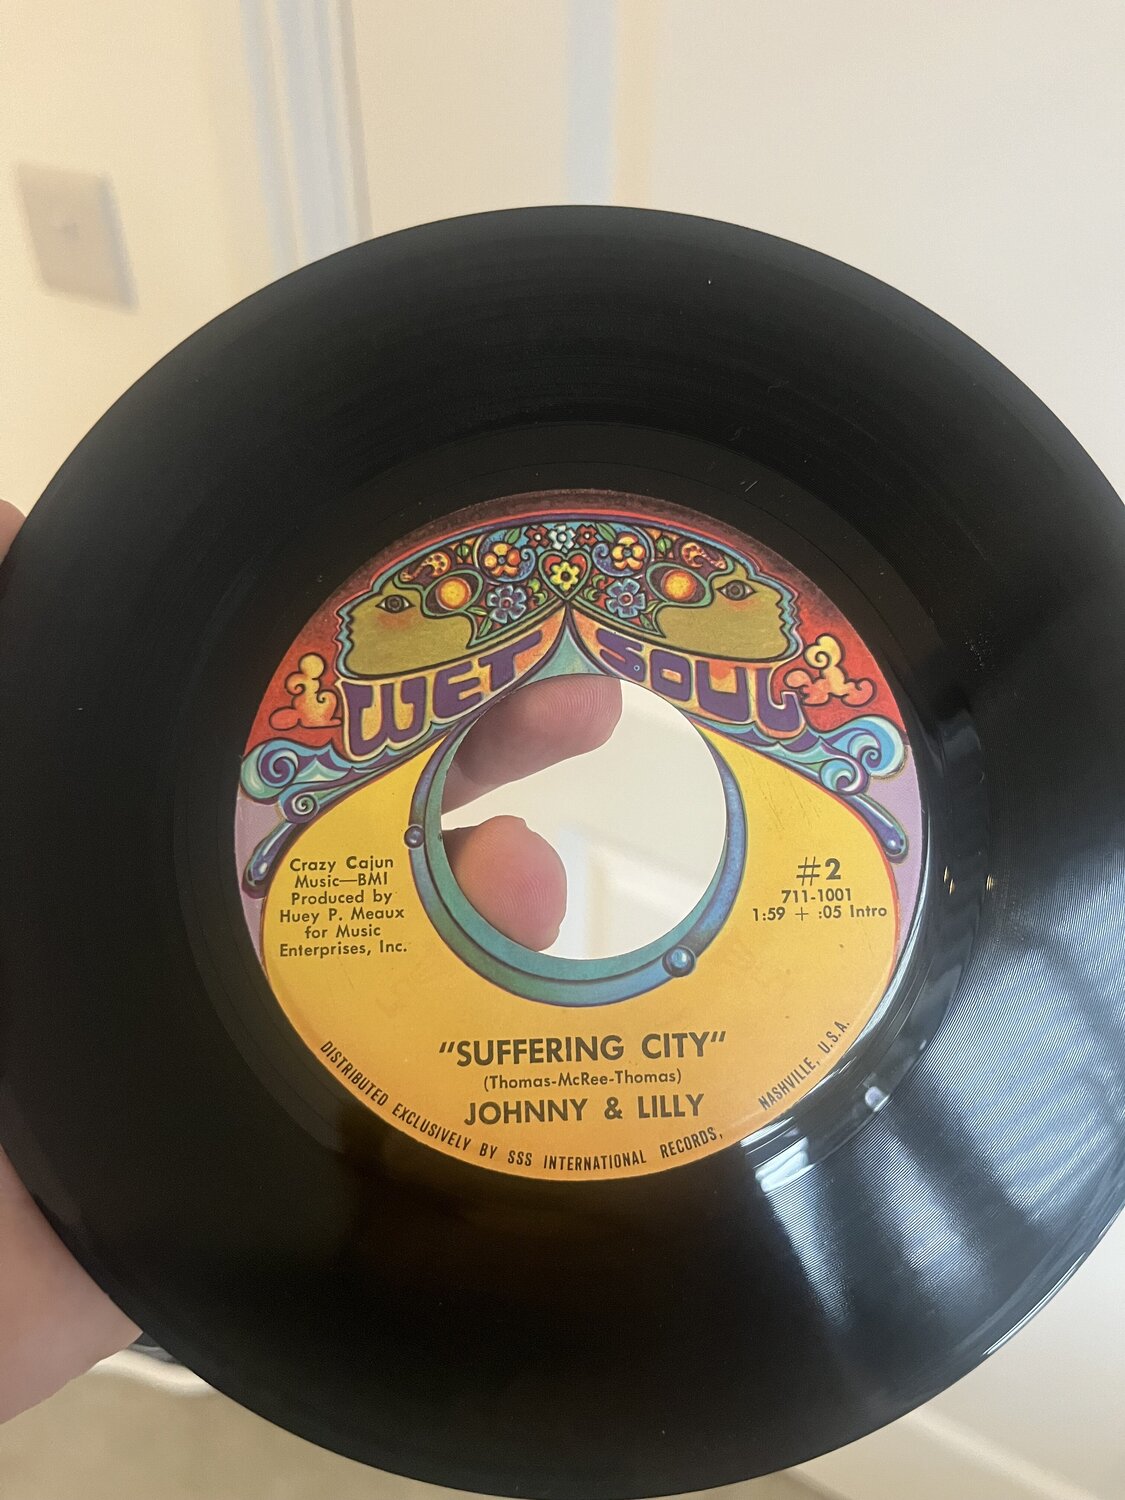 WET SOUL
Crazy Cajun
Music—BMI
Produced by
Huey P. Meaux
for Music
Enterprises, Inc.
#2
711-1001
1:59 + :05 Intro
"SUFFERING CITY"
(Thomas-McRee-Thomas)
JOHNNY & LILLY
DISTRIBUTED EXCLUSIVELY BY SSS INTERNATIONAL RECORDS, NASHVILLE, U.S.A.